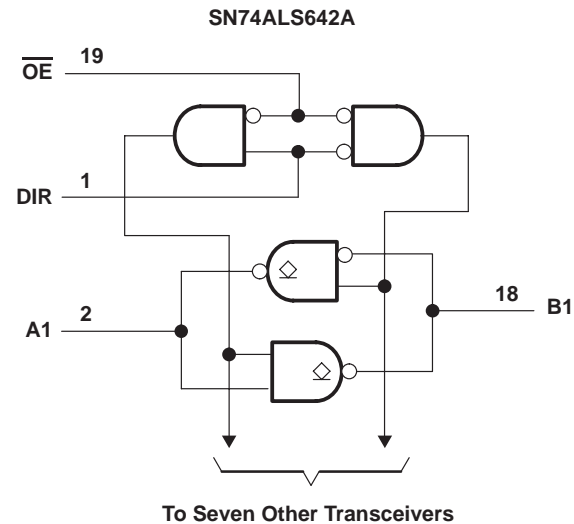 SN74ALS642A
OE 19
DIR 1
A1 2
18 B1
To Seven Other Transceivers